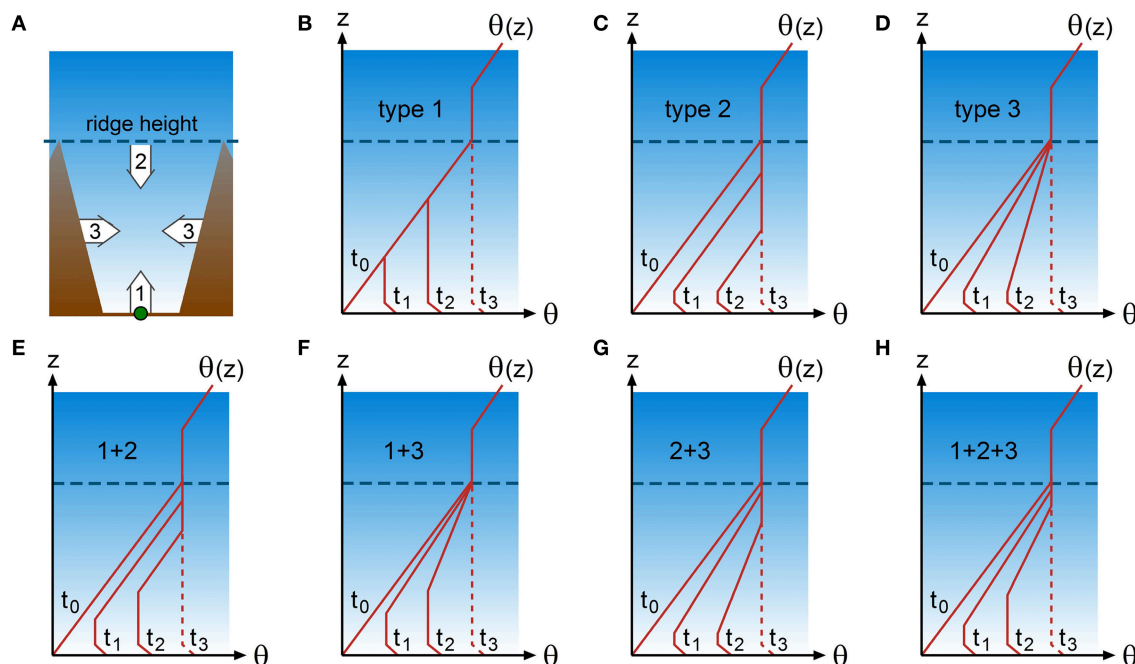 A
ridge height
2
3
3
1
B
z
θ(z)
type 1
t0
t1
t2
t3
θ
C
z
θ(z)
type 2
t0
t1
t2
t3
θ
D
z
θ(z)
type 3
t0
t1
t2
t3
θ
E
z
θ(z)
1+2
t0
t1
t2
t3
θ
F
z
θ(z)
1+3
t0
t1
t2
t3
θ
G
z
θ(z)
2+3
t0
t1
t2
t3
θ
H
z
θ(z)
1+2+3
t0
t1
t2
t3
θ